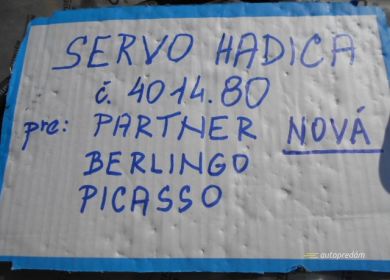 SERVO HADICA
č. 4014.80
pre: PARTNER NOVÁ
BERLINGO
PICASSO
autopredám